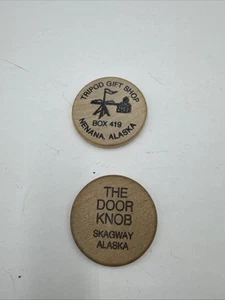 TRIPOD GIFT SHOP
BOX 419
NENANA, ALASKA
THE
DOOR
KNOB
SKAGWAY
ALASKA